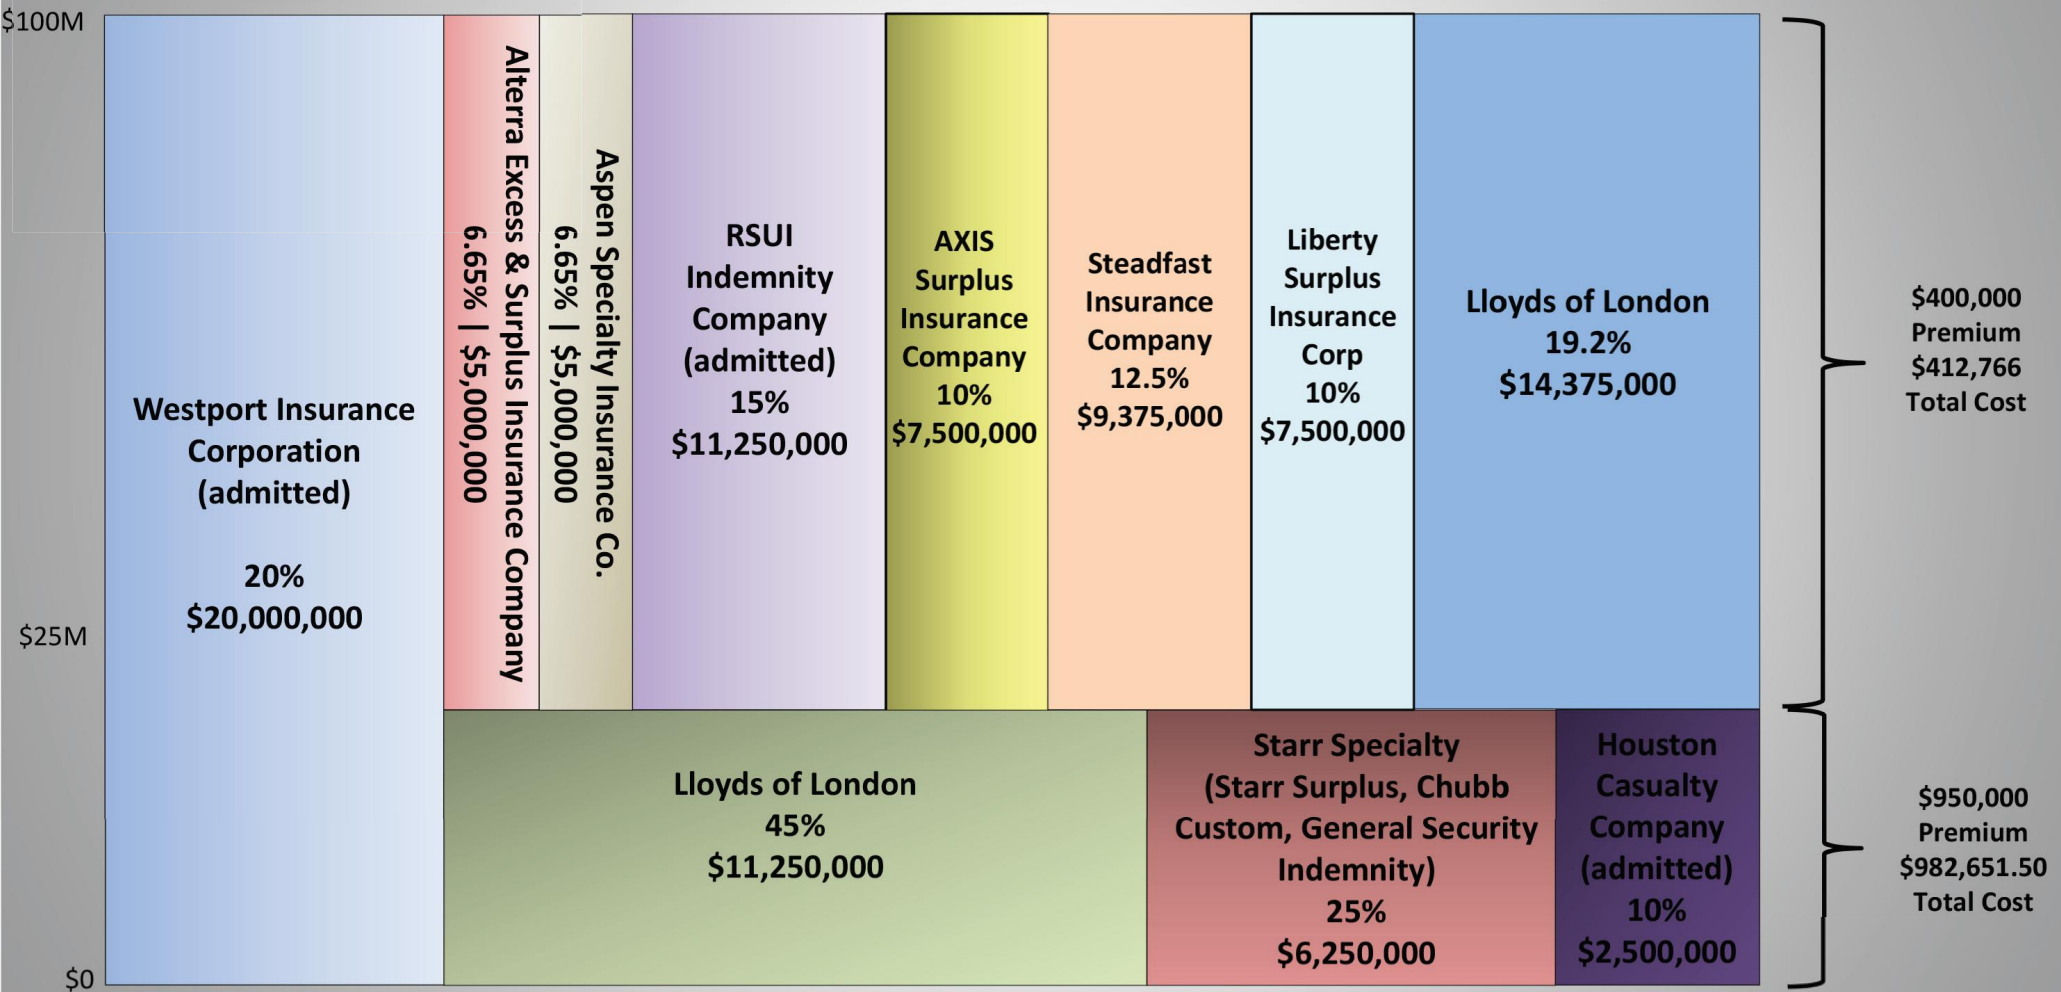 $100M
$25M
$0
Westport Insurance
Corporation
(admitted)
20%
$20,000,000
Alterra Excess & Surplus Insurance Company
6.65% | $5,000,000
Aspen Specialty Insurance Co.
6.65% | $5,000,000
RSUI
Indemnity
Company
(admitted)
15%
$11,250,000
AXIS
Surplus
Insurance
Company
10%
$7,500,000
Steadfast
Insurance
Company
12.5%
$9,375,000
Liberty
Surplus
Insurance
Corp
10%
$7,500,000
Lloyds of London
19.2%
$14,375,000
$400,000
Premium
$412,766
Total Cost
Lloyds of London
45%
$11,250,000
Starr Specialty
(Starr Surplus, Chubb
Custom, General Security
Indemnity)
25%
$6,250,000
Houston
Casualty
Company
(admitted)
10%
$2,500,000
$950,000
Premium
$982,651.50
Total Cost